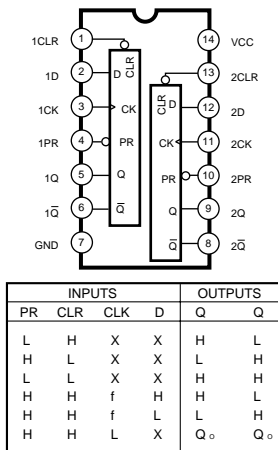 1CLR 1 14 VCC
CLR
1D 2 D 13 2CLR
CLR
1CK 3 CK D 12 2D
1PR 4 PR CK 11 2CK
1Q 5 Q PR 10 2PR
1Q̅ 6 Q̅ Q 9 2Q
GND 7 Q̅ 8 2Q̅
INPUTS OUTPUTS
PR CLR CLK D Q Q
L H X X H L
H L X X L H
L L X X H H
H H f H H L
H H f L L H
H H L X Qo Qo